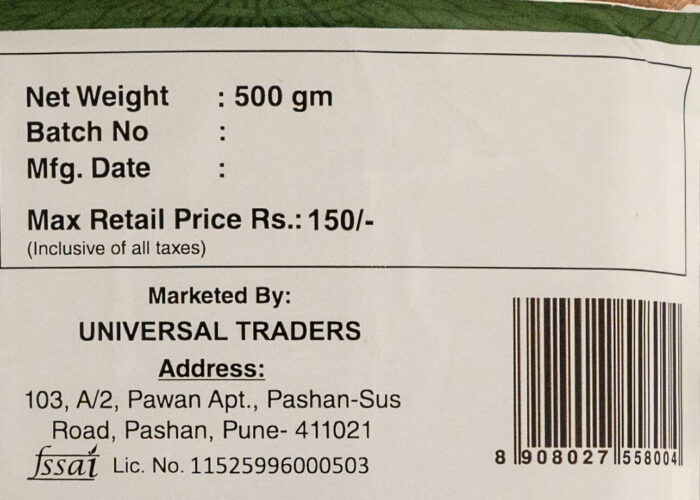 Net Weight : 500 gm
Batch No :
Mfg. Date :
Max Retail Price Rs.: 150/-
(Inclusive of all taxes)
Marketed By:
UNIVERSAL TRADERS
Address:
103, A/2, Pawan Apt., Pashan-Sus
Road, Pashan, Pune- 411021
fssai Lic. No. 11525996000503
8 908027 558004